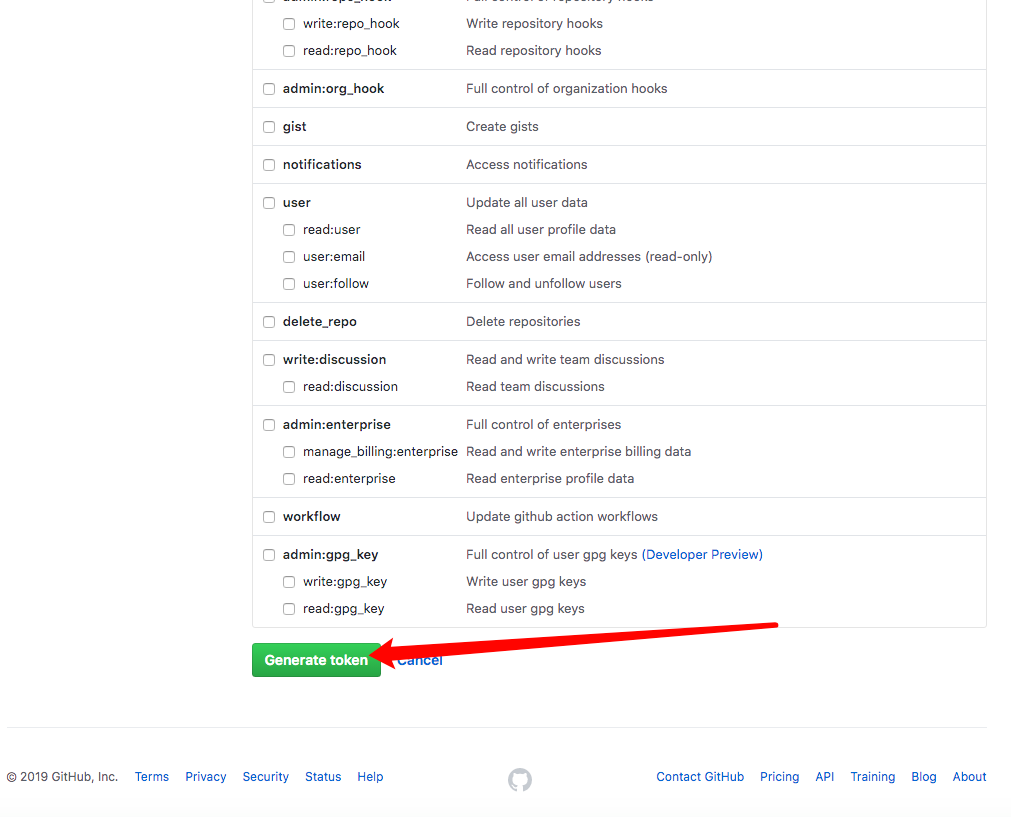 write:repo_hook Write repository hooks
read:repo_hook Read repository hooks
admin:org_hook Full control of organization hooks
gist Create gists
notifications Access notifications
user Update all user data
read:user Read all user profile data
user:email Access user email addresses (read-only)
user:follow Follow and unfollow users
delete_repo Delete repositories
write:discussion Read and write team discussions
read:discussion Read team discussions
admin:enterprise Full control of enterprises
manage_billing:enterprise Read and write enterprise billing data
read:enterprise Read enterprise profile data
workflow Update github action workflows
admin:gpg_key Full control of user gpg keys (Developer Preview)
write:gpg_key Write user gpg keys
read:gpg_key Read user gpg keys
Generate token Cancel
© 2019 GitHub, Inc. Terms Privacy Security Status Help Contact GitHub Pricing API Training Blog About